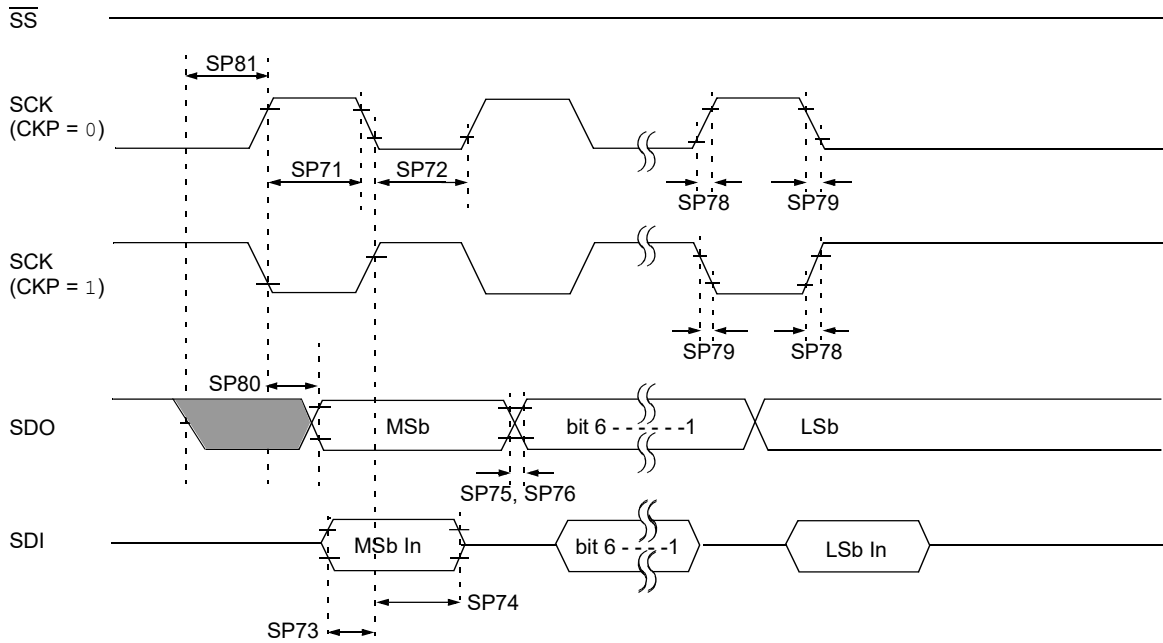 SS
SP81
SCK
(CKP = 0)
SP71
SP72
SP78
SP79
SCK
(CKP = 1)
SP79
SP78
SP80
SDO
MSb
bit 6 - - - - - - -1
LSb
SP75, SP76
SDI
MSb In
bit 6 - - - - -1
LSb In
SP74
SP73